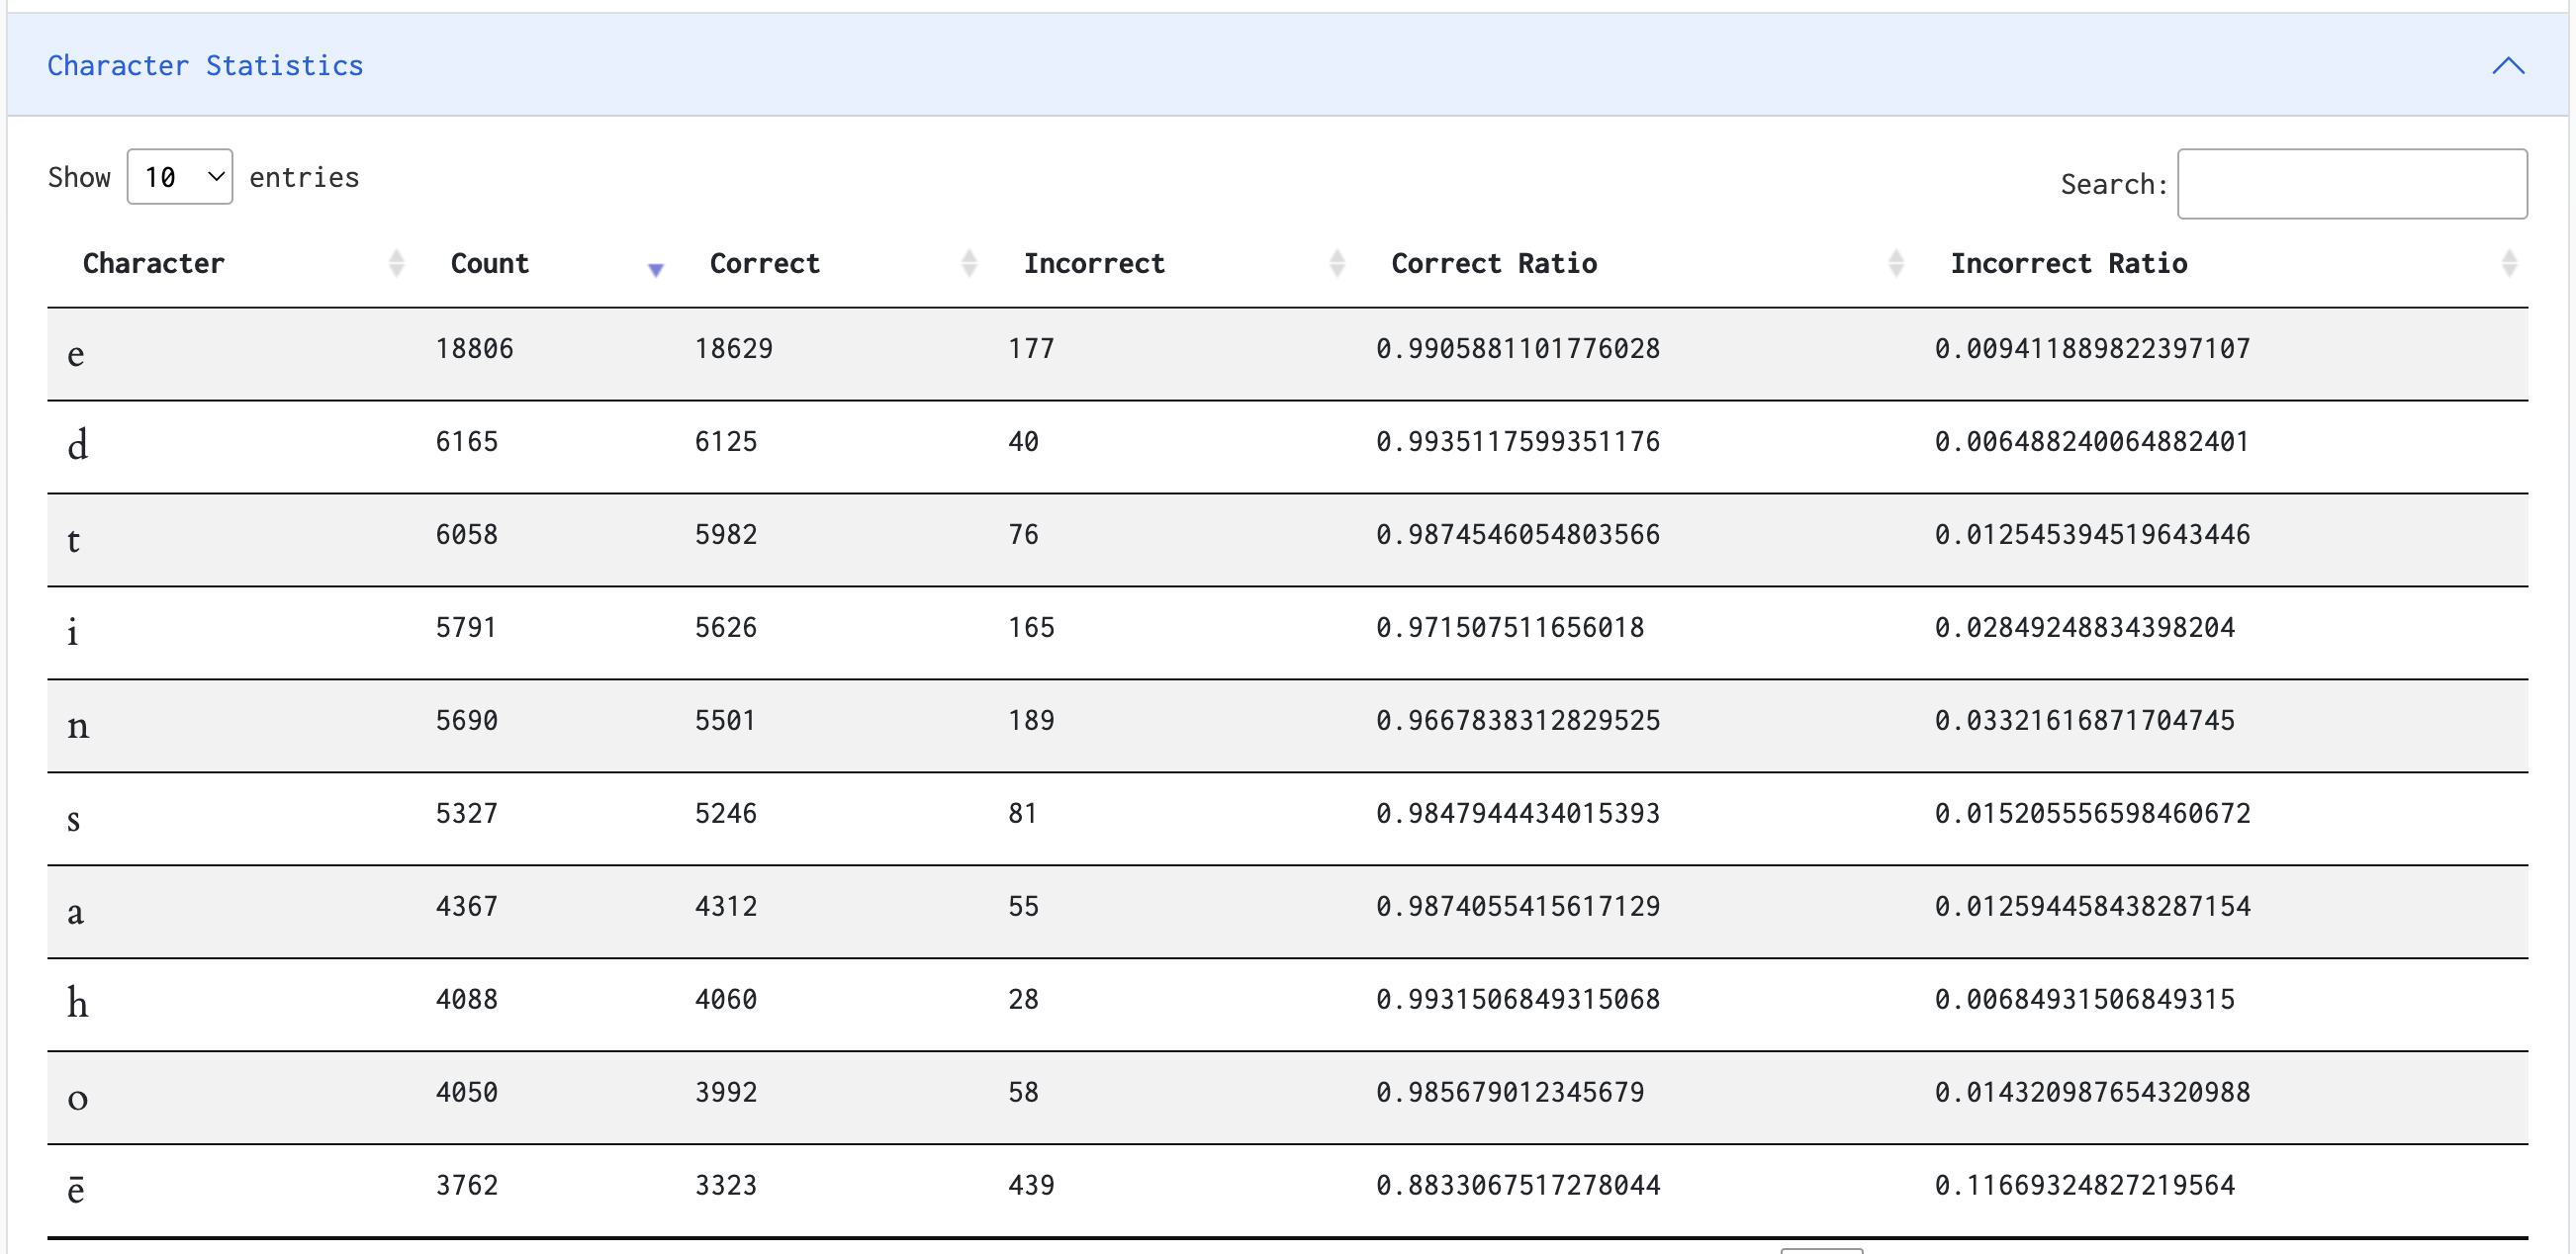 Character Statistics
Show 10 entries
Search:
Character Count Correct Incorrect Correct Ratio Incorrect Ratio
e 18806 18629 177 0.9905881101776028 0.009411889822397107
d 6165 6125 40 0.9935117599351176 0.006488240064882401
t 6058 5982 76 0.9874546054803566 0.012545394519643446
i 5791 5626 165 0.971507511656018 0.02849248834398204
n 5690 5501 189 0.9667838312829525 0.03321616871704745
s 5327 5246 81 0.9847944434015393 0.015205556598460672
a 4367 4312 55 0.9874055415617129 0.012594458438287154
h 4088 4060 28 0.9931506849315068 0.00684931506849315
o 4050 3992 58 0.985679012345679 0.014320987654320988
ē 3762 3323 439 0.8833067517278044 0.11669324827219564